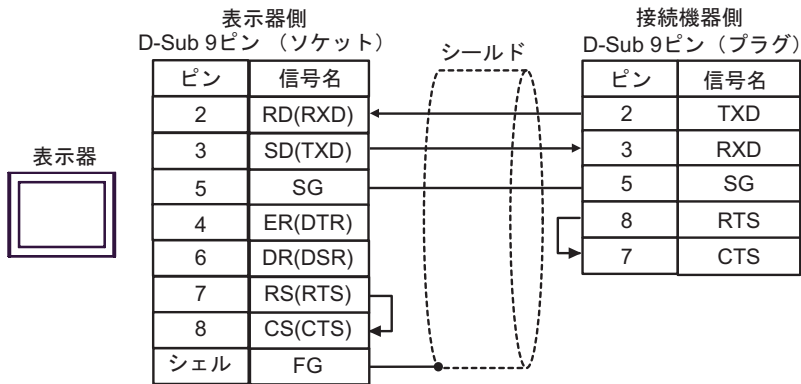 表示器側
D-Sub 9ピン （ソケット）
ピン 信号名
2 RD(RXD)
3 SD(TXD)
5 SG
4 ER(DTR)
6 DR(DSR)
7 RS(RTS)
8 CS(CTS)
シェル FG
表示器
シールド
接続機器側
D-Sub 9ピン（プラグ）
ピン 信号名
2 TXD
3 RXD
5 SG
8 RTS
7 CTS